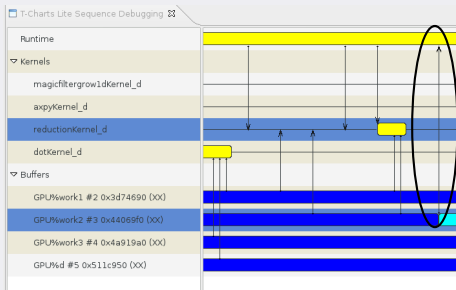 T-Charts Lite Sequence Debugging
Runtime
Kernels
magicfiltergrow1dKernel_d
axpyKernel_d
reductionKernel_d
dotKernel_d
Buffers
GPU%work1 #2 0x3d74690 (XX)
GPU%work2 #3 0x44069f0 (XX)
GPU%work3 #4 0x4a919a0 (XX)
GPU%d #5 0x511c950 (XX)